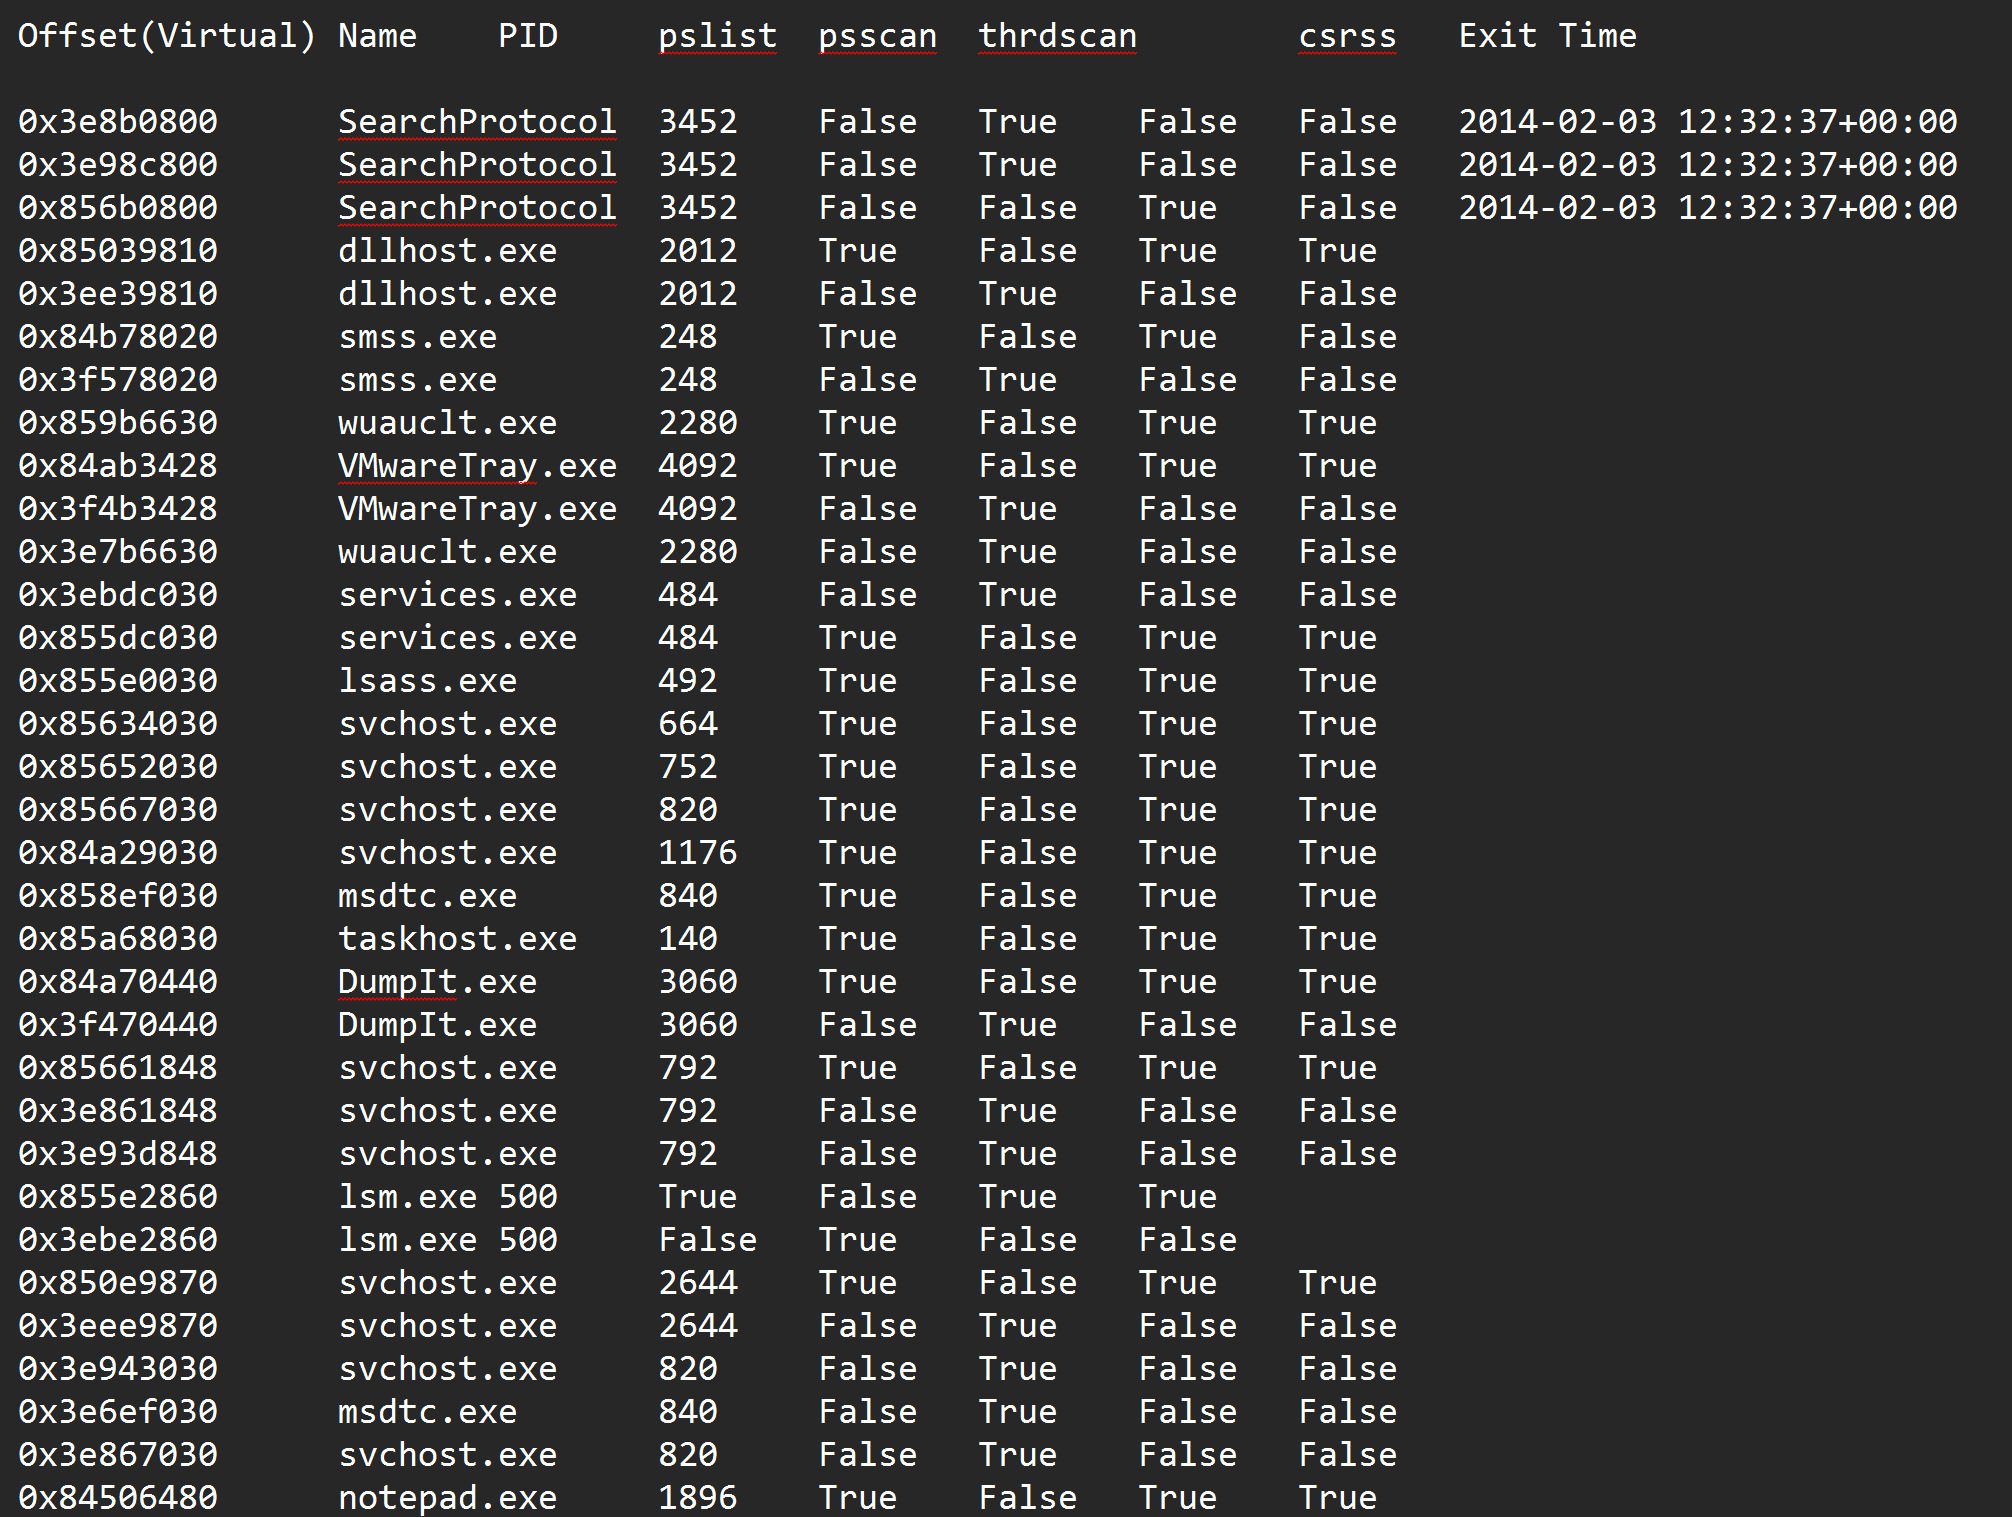 Offset(Virtual) Name PID pslist psscan thrdscan csrss Exit Time
0x3e8b0800 SearchProtocol 3452 False True False False 2014-02-03 12:32:37+00:00
0x3e98c800 SearchProtocol 3452 False True False False 2014-02-03 12:32:37+00:00
0x856b0800 SearchProtocol 3452 False False True False 2014-02-03 12:32:37+00:00
0x85039810 dllhost.exe 2012 True False True True
0x3ee39810 dllhost.exe 2012 False True False False
0x84b78020 smss.exe 248 True False True False
0x3f578020 smss.exe 248 False True False False
0x859b6630 wuauclt.exe 2280 True False True True
0x84ab3428 VMwareTray.exe 4092 True False True True
0x3f4b3428 VMwareTray.exe 4092 False True False False
0x3e7b6630 wuauclt.exe 2280 False True False False
0x3ebdc030 services.exe 484 False True False False
0x855dc030 services.exe 484 True False True True
0x855e0030 lsass.exe 492 True False True True
0x85634030 svchost.exe 664 True False True True
0x85652030 svchost.exe 752 True False True True
0x85667030 svchost.exe 820 True False True True
0x84a29030 svchost.exe 1176 True False True True
0x858ef030 msdtc.exe 840 True False True True
0x85a68030 taskhost.exe 140 True False True True
0x84a70440 DumpIt.exe 3060 True False True True
0x3f470440 DumpIt.exe 3060 False True False False
0x85661848 svchost.exe 792 True False True True
0x3e861848 svchost.exe 792 False True False False
0x3e93d848 svchost.exe 792 False True False False
0x855e2860 lsm.exe 500 True False True True
0x3ebe2860 lsm.exe 500 False True False False
0x850e9870 svchost.exe 2644 True False True True
0x3eee9870 svchost.exe 2644 False True False False
0x3e943030 svchost.exe 820 False True False False
0x3e6ef030 msdtc.exe 840 False True False False
0x3e867030 svchost.exe 820 False True False False
0x84506480 notepad.exe 1896 True False True True